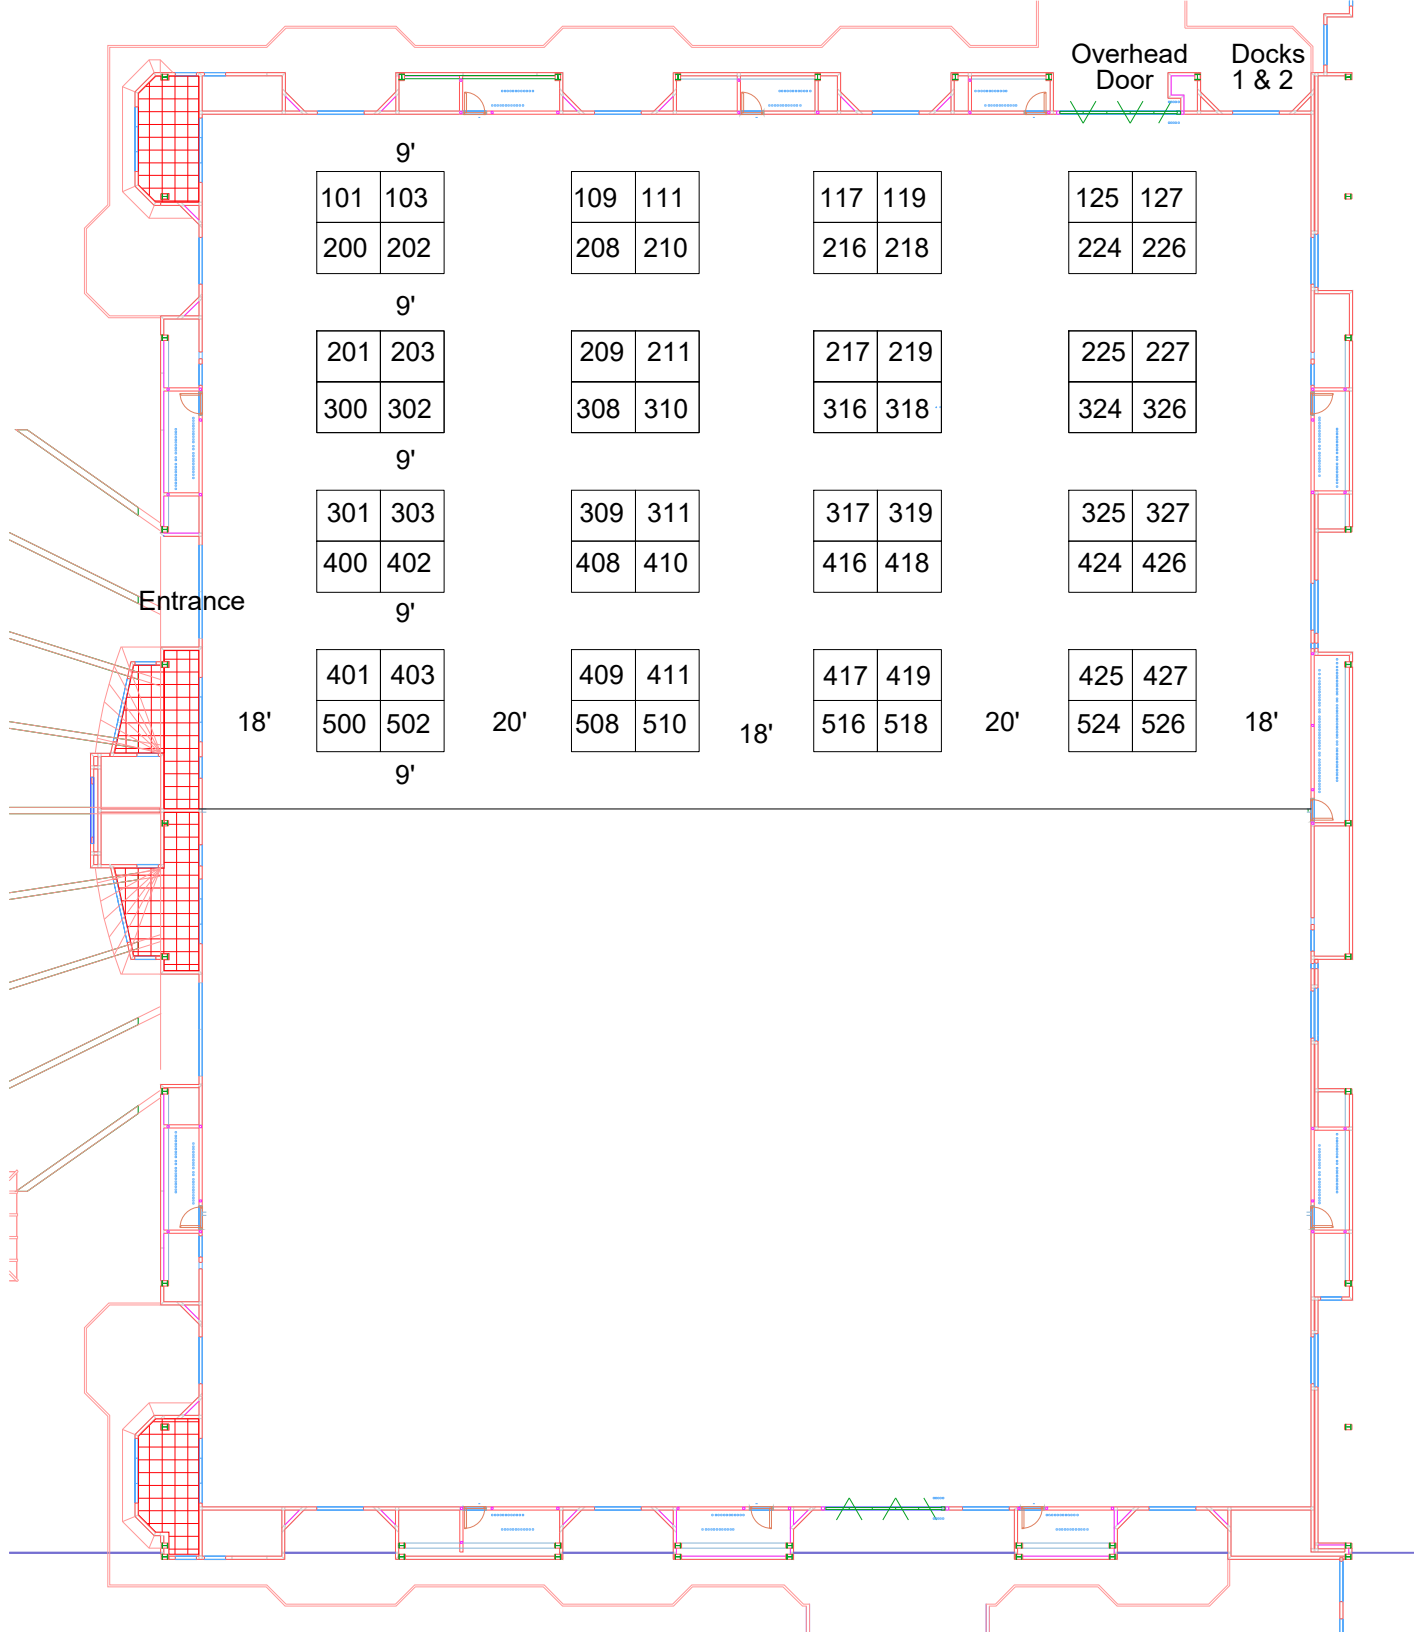 Overhead Door
Docks 1 & 2
9'
101 103 109 111 117 119 125 127
200 202 208 210 216 218 224 226
9'
201 203 209 211 217 219 225 227
300 302 308 310 316 318 324 326
9'
301 303 309 311 317 319 325 327
400 402 408 410 416 418 424 426
Entrance
9'
401 403 409 411 417 419 425 427
18' 500 502 20' 508 510 18' 516 518 20' 524 526 18'
9'